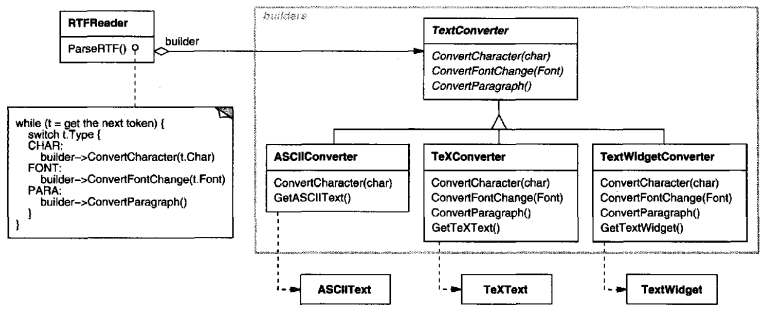 RTFReader
ParseRTF()
builder
builders
TextConverter
ConvertCharacter(char)
ConvertFontChange(Font)
ConvertParagraph()
while (t = get the next token) {
switch t.Type {
CHAR:
builder->ConvertCharacter(t.Char)
FONT:
builder->ConvertFontChange(t.Font)
PARA:
builder->ConvertParagraph()
}
}
ASCIIConverter
ConvertCharacter(char)
GetASCIIText()
TeXConverter
ConvertCharacter(char)
ConvertFontChange(Font)
ConvertParagraph()
GetTeXText()
TextWidgetConverter
ConvertCharacter(char)
ConvertFontChange(Font)
ConvertParagraph()
GetTextWidget()
ASCIIText
TeXText
TextWidget